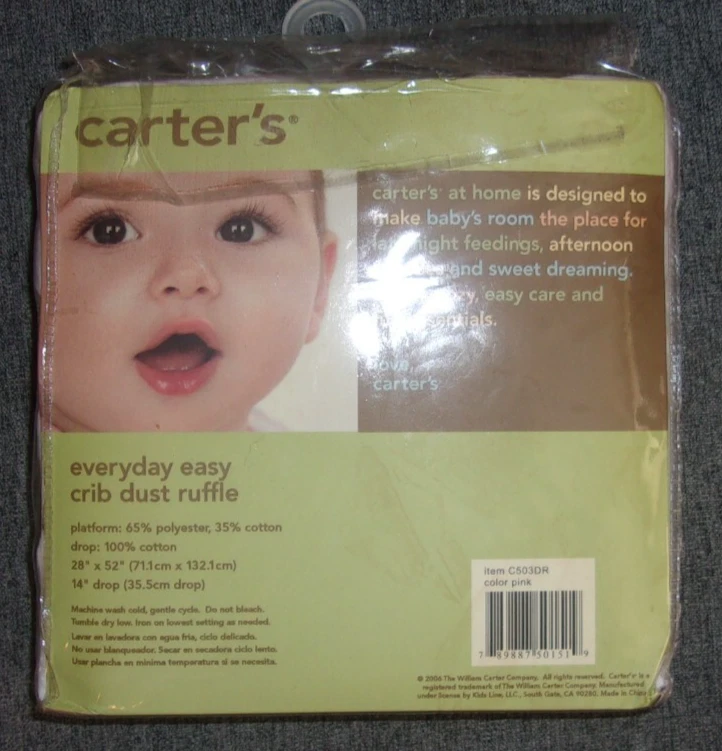 carter's®
carter's® at home is designed to
make baby's room the place for
night feedings, afternoon
and sweet dreaming.
easy care and
love,
carter's
everyday easy
crib dust ruffle
platform: 65% polyester, 35% cotton
drop: 100% cotton
28" x 52" (71.1cm x 132.1cm)
14" drop (35.5cm drop)
Machine wash cold, gentle cycle. Do not bleach.
Tumble dry low. Iron on lowest setting as needed.
Lavar en lavadora con agua fria, ciclo delicado.
No usar blanqueador. Secar en secadora ciclo lento.
Usar plancha en minima temperatura si se necesita.
item C503DR
color pink
7 89887 50151 9
© 2006 The William Carter Company. All rights reserved. Carter's is a
registered trademark of The William Carter Company. Manufactured
under license by Kids Line, LLC., South Gate, CA 90280. Made in China